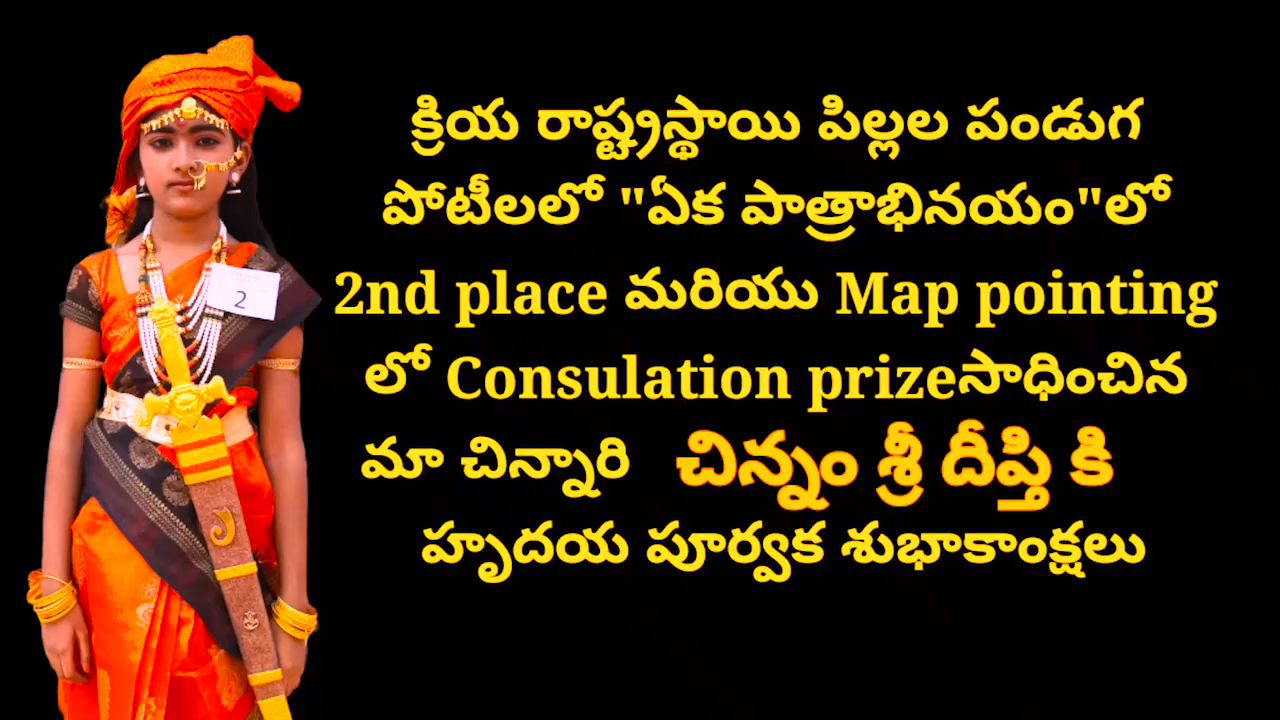 క్రియ రాష్ట్రస్థాయి పిల్లల పండుగ
పోటీలలో "ఏక పాత్రాభినయం"లో
2nd place మరియు Map pointing
లో Consulation prizeసాధించిన
మా చిన్నారి చిన్నం శ్రీ దీప్తి కి
హృదయ పూర్వక శుభాకాంక్షలు
2